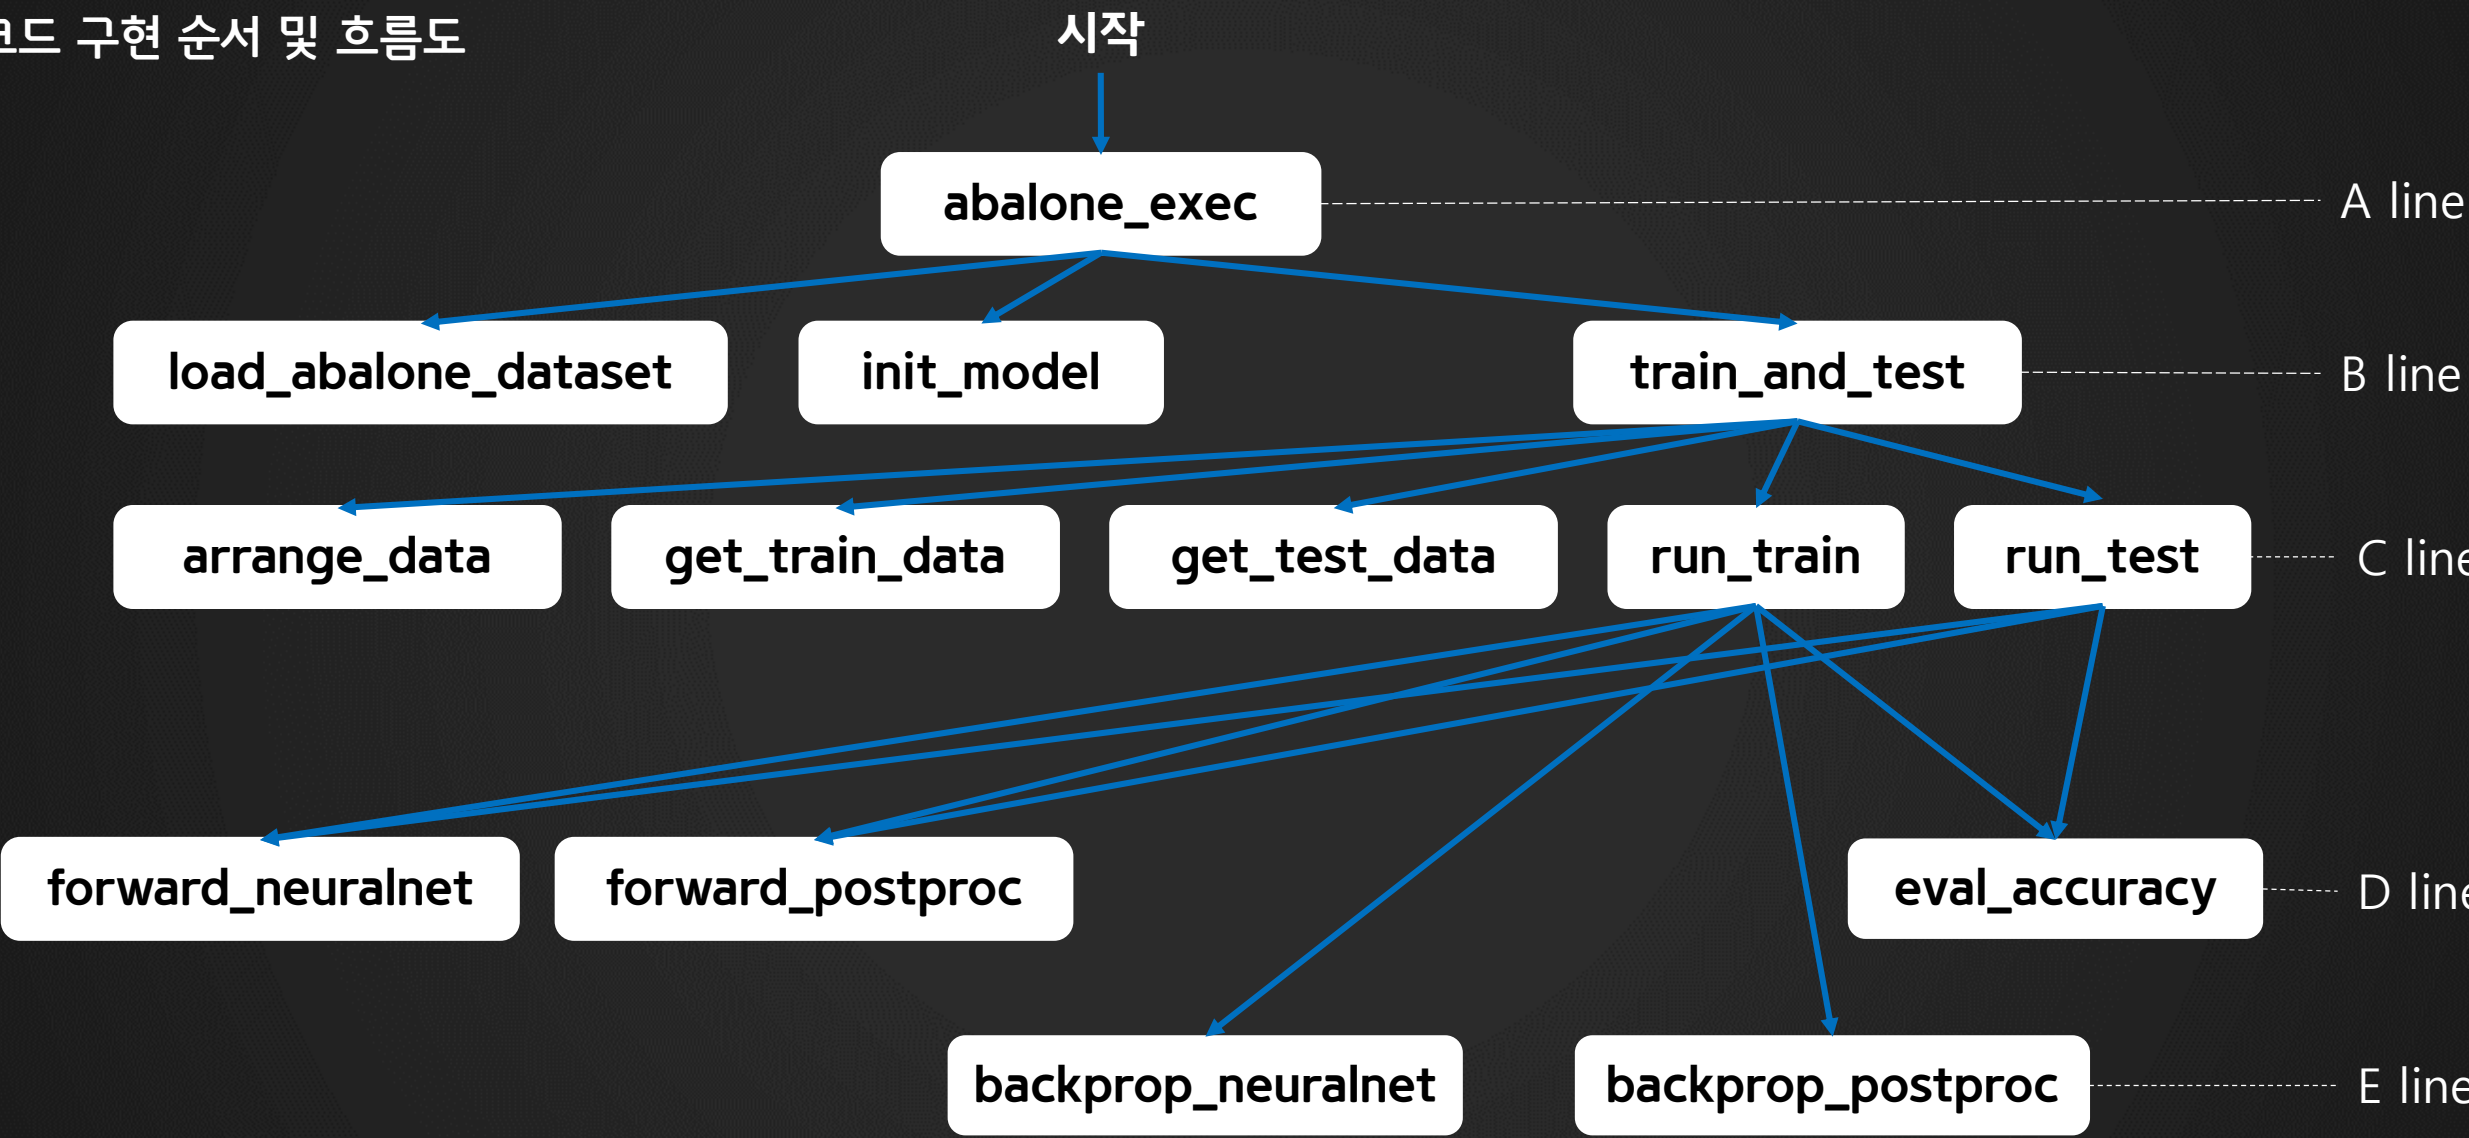 드 구현 순서 및 흐름도
시작
abalone_exec
A line
load_abalone_dataset
init_model
train_and_test
B line
arrange_data
get_train_data
get_test_data
run_train
run_test
C line
forward_neuralnet
forward_postproc
eval_accuracy
D line
backprop_neuralnet
backprop_postproc
E line